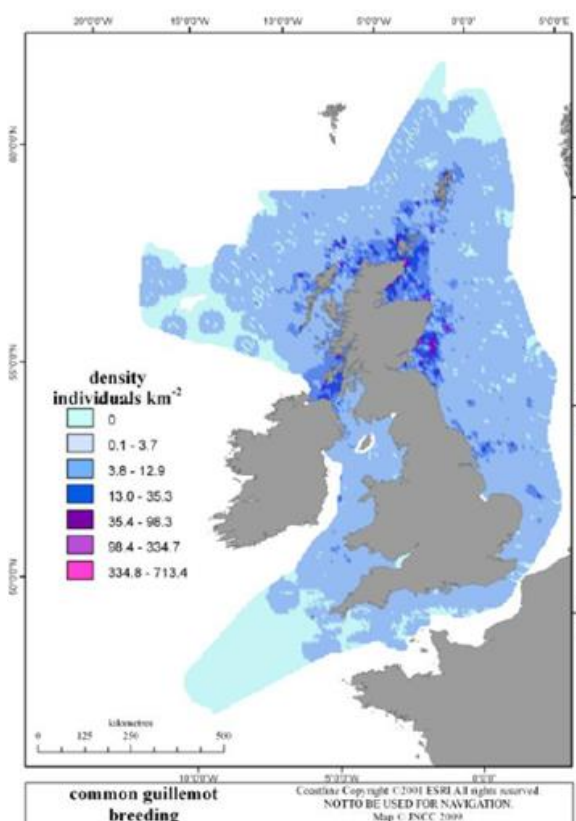 20°0'0"W 15°0'0"W 10°0'0"W 5°0'0"W 0°0'0" 5°0'0"E
60°0'0"N
55°0'0"N
50°0'0"N
density
individuals km-2
0
0.1 - 3.7
3.8 - 12.9
13.0 - 35.3
35.4 - 98.3
98.4 - 334.7
334.8 - 713.4
kilometres
0 125 250 500
10°0'0"W 5°0'0"W 0°0'0"
common guillemot
breeding
Coastline Copyright ©2001 ESRI All rights reserved
NOT TO BE USED FOR NAVIGATION.
Map © JNCC 2009